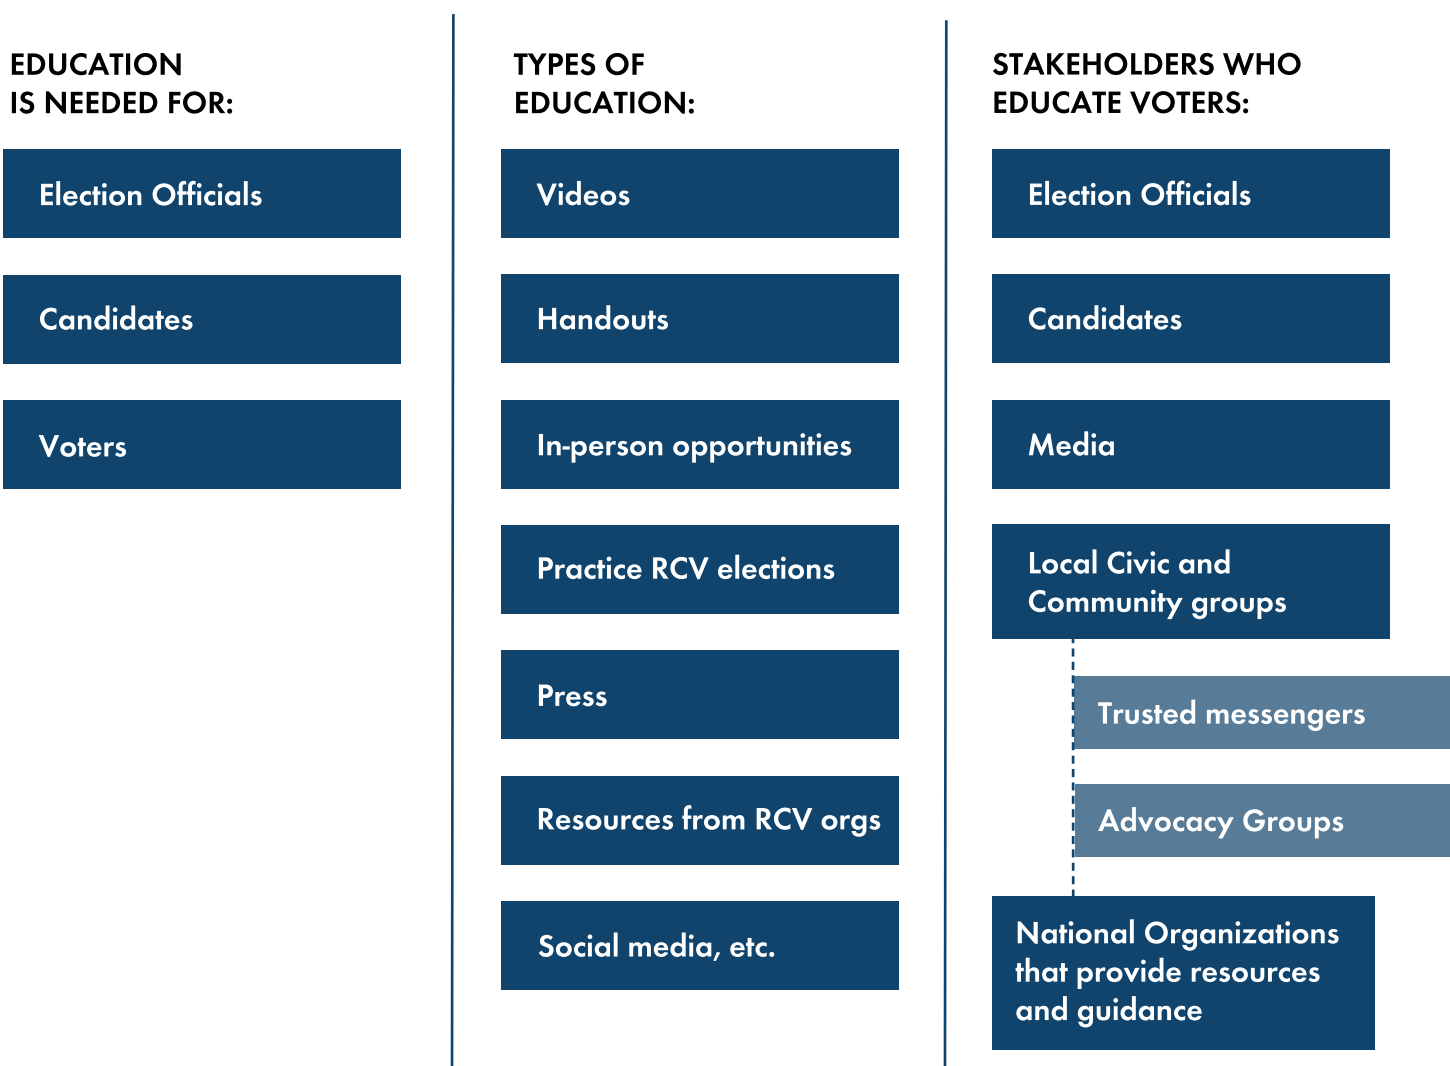 EDUCATION
IS NEEDED FOR:
Election Officials
Candidates
Voters
TYPES OF
EDUCATION:
Videos
Handouts
In-person opportunities
Practice RCV elections
Press
Resources from RCV orgs
Social media, etc.
STAKEHOLDERS WHO
EDUCATE VOTERS:
Election Officials
Candidates
Media
Local Civic and
Community groups
Trusted messengers
Advocacy Groups
National Organizations
that provide resources
and guidance